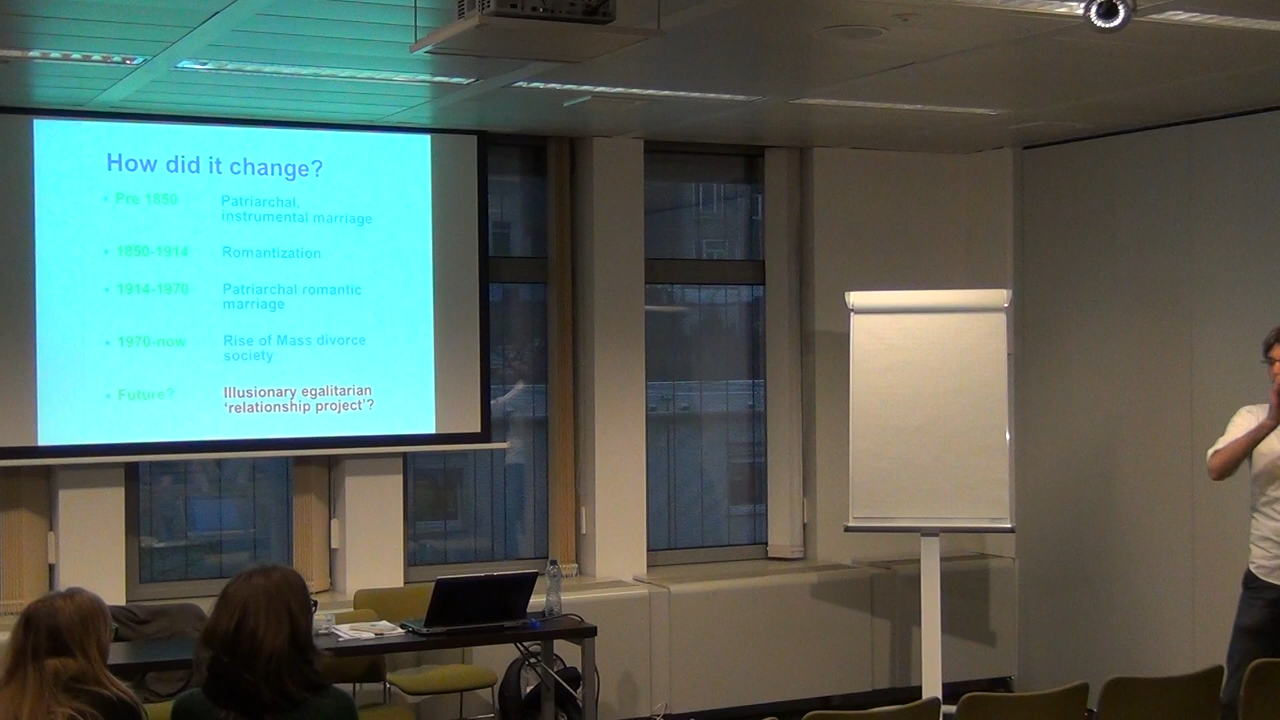 How did it change?
• Pre 1850 Patriarchal,
instrumental marriage
• 1850-1914 Romantization
• 1914-1970 Patriarchal romantic
marriage
• 1970-now Rise of Mass divorce
society
• Future? Illusionary egalitarian
'relationship project'?